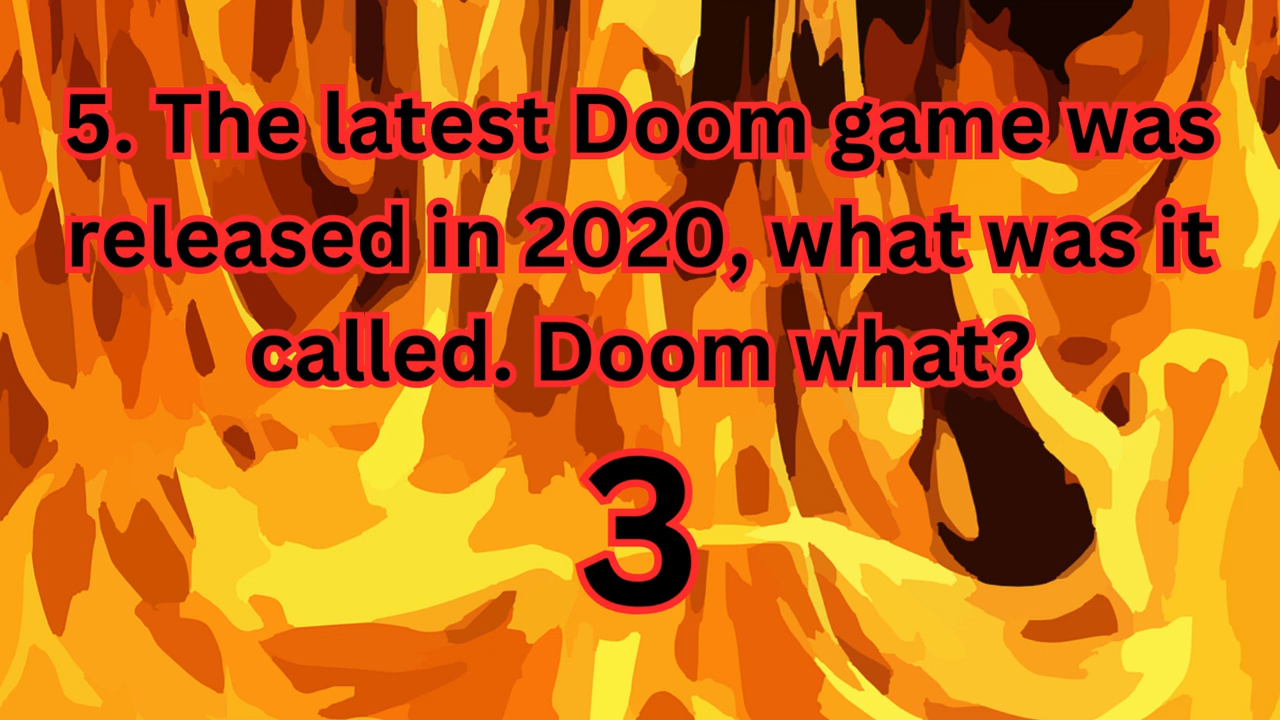 5. The latest Doom game was
released in 2020, what was it
called. Doom what?
3